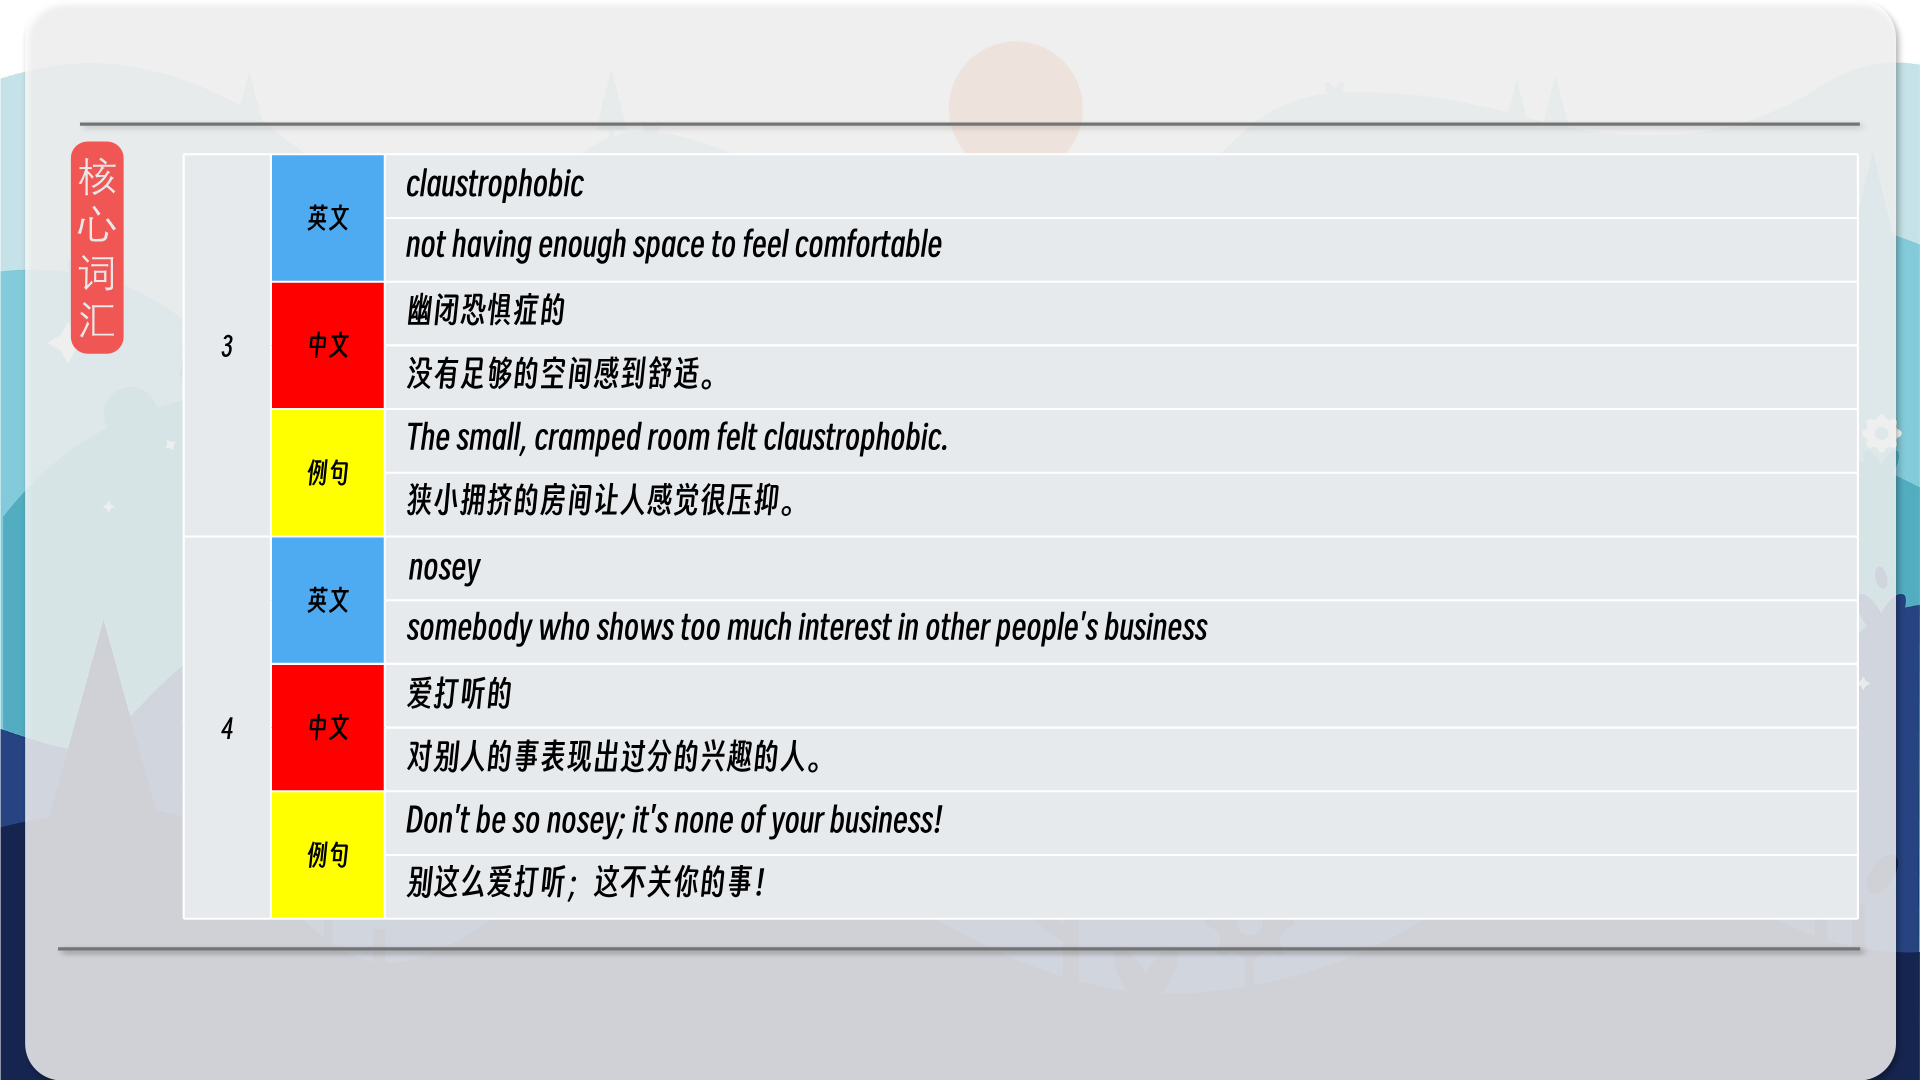 核心词汇
3
英文
claustrophobic
not having enough space to feel comfortable
中文
幽闭恐惧症的
没有足够的空间感到舒适。
例句
The small, cramped room felt claustrophobic.
狭小拥挤的房间让人感觉很压抑。
4
英文
nosey
somebody who shows too much interest in other people's business
中文
爱打听的
对别人的事表现出过分的兴趣的人。
例句
Don't be so nosey; it's none of your business!
别这么爱打听；这不关你的事！